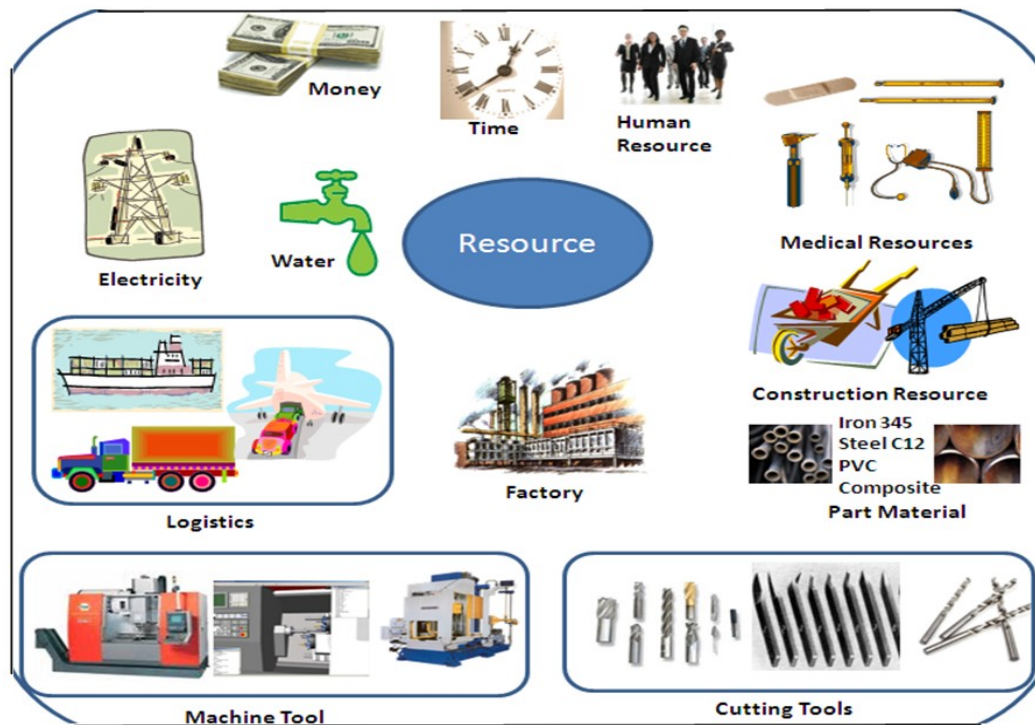 Money
Time
Human
Resource
Electricity
Water
Resource
Medical Resources
Construction Resource
Iron 345
Steel C12
PVC
Composite
Part Material
Logistics
Factory
Machine Tool
Cutting Tools